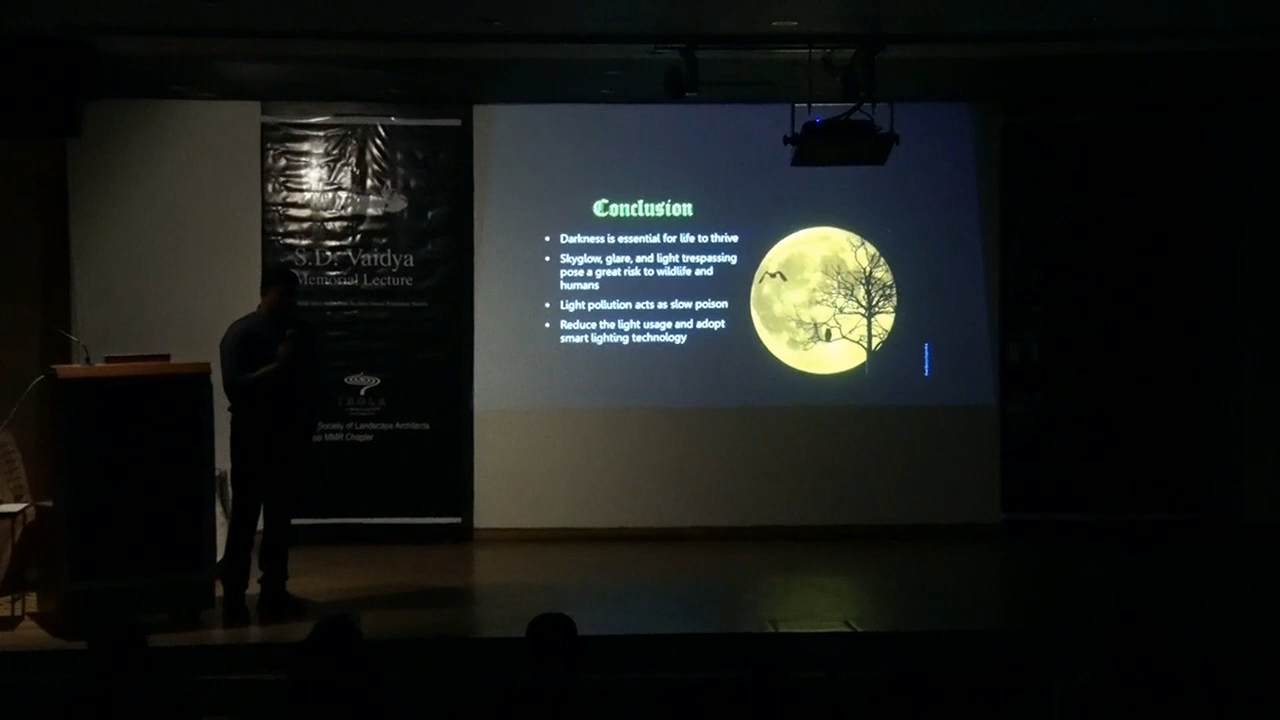 S.D. Vaidya
Memorial Lecture
I S O L A
Society of Landscape Architects
MMR Chapter
Conclusion
• Darkness is essential for life to thrive
• Skyglow, glare, and light trespassing
pose a great risk to wildlife and
humans
• Light pollution acts as slow poison
• Reduce the light usage and adopt
smart lighting technology